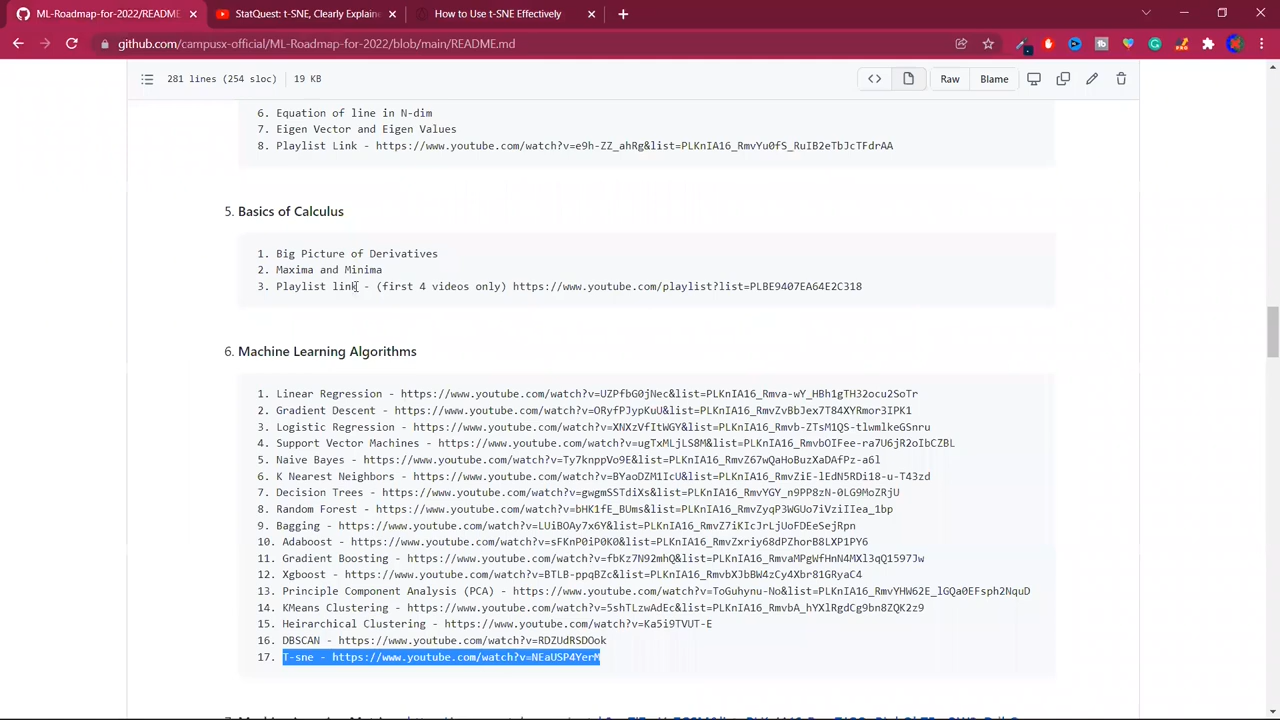 ML-Roadmap-for-2022/README
StatQuest: t-SNE, Clearly Explaine
How to Use t-SNE Effectively
github.com/campusx-official/ML-Roadmap-for-2022/blob/main/README.md
281 lines (254 sloc) 19 KB
Raw
Blame
6. Equation of line in N-dim
7. Eigen Vector and Eigen Values
8. Playlist Link - https://www.youtube.com/watch?v=e9h-ZZ_ahRg&list=PLKnIA16_RmvYu0fS_RuIB2eTbJcTFdrAA
5. Basics of Calculus
1. Big Picture of Derivatives
2. Maxima and Minima
3. Playlist link - (first 4 videos only) https://www.youtube.com/playlist?list=PLBE9407EA64E2C318
6. Machine Learning Algorithms
1. Linear Regression - https://www.youtube.com/watch?v=UZPfbG0jNec&list=PLKnIA16_Rmva-wY_HBh1gTH32ocu2SoTr
2. Gradient Descent - https://www.youtube.com/watch?v=ORyfPJypKuU&list=PLKnIA16_RmvZvBbJex7T84XYRmor3IPK1
3. Logistic Regression - https://www.youtube.com/watch?v=XNXzVfItWGY&list=PLKnIA16_Rmvb-ZTsM1QS-tlwmlkeGSnru
4. Support Vector Machines - https://www.youtube.com/watch?v=ugTxMLjLS8M&list=PLKnIA16_RmvbOIFee-ra7U6jR2oIbCZBL
5. Naive Bayes - https://www.youtube.com/watch?v=Ty7knppVo9E&list=PLKnIA16_RmvZ67wQaHoBuzXaDAfPz-a6l
6. K Nearest Neighbors - https://www.youtube.com/watch?v=BYaoDZM1IcU&list=PLKnIA16_RmvZiE-lEdN5RDi18-u-T43zd
7. Decision Trees - https://www.youtube.com/watch?v=gwgmSSTdiXs&list=PLKnIA16_RmvYGY_n9PP8zN-0LG9MoZRjU
8. Random Forest - https://www.youtube.com/watch?v=bHK1fE_BUms&list=PLKnIA16_RmvZyqP3WGUo7iVziIIea_1bp
9. Bagging - https://www.youtube.com/watch?v=LUiBOAy7x6Y&list=PLKnIA16_RmvZ7iKIcJrLjUoFDEeSejRpn
10. Adaboost - https://www.youtube.com/watch?v=sFKnP0iP0K0&list=PLKnIA16_RmvZxriy68dPZhorB8LXP1PY6
11. Gradient Boosting - https://www.youtube.com/watch?v=fbKz7N92mhQ&list=PLKnIA16_RmvaMPgWfHnN4MXl3qQ1597Jw
12. Xgboost - https://www.youtube.com/watch?v=BTLB-ppqBZc&list=PLKnIA16_RmvbXJbBW4zCy4Xbr81GRyaC4
13. Principle Component Analysis (PCA) - https://www.youtube.com/watch?v=ToGuhynu-No&list=PLKnIA16_RmvYHW62E_lGQa0EFsph2NquD
14. KMeans Clustering - https://www.youtube.com/watch?v=5shTLzwAdEc&list=PLKnIA16_RmvbA_hYXlRgdCg9bn8ZQK2z9
15. Heirarchical Clustering - https://www.youtube.com/watch?v=Ka5i9TVUT-E
16. DBSCAN - https://www.youtube.com/watch?v=RDZUdRSDOok
17. T-sne - https://www.youtube.com/watch?v=NEaUSP4YerM